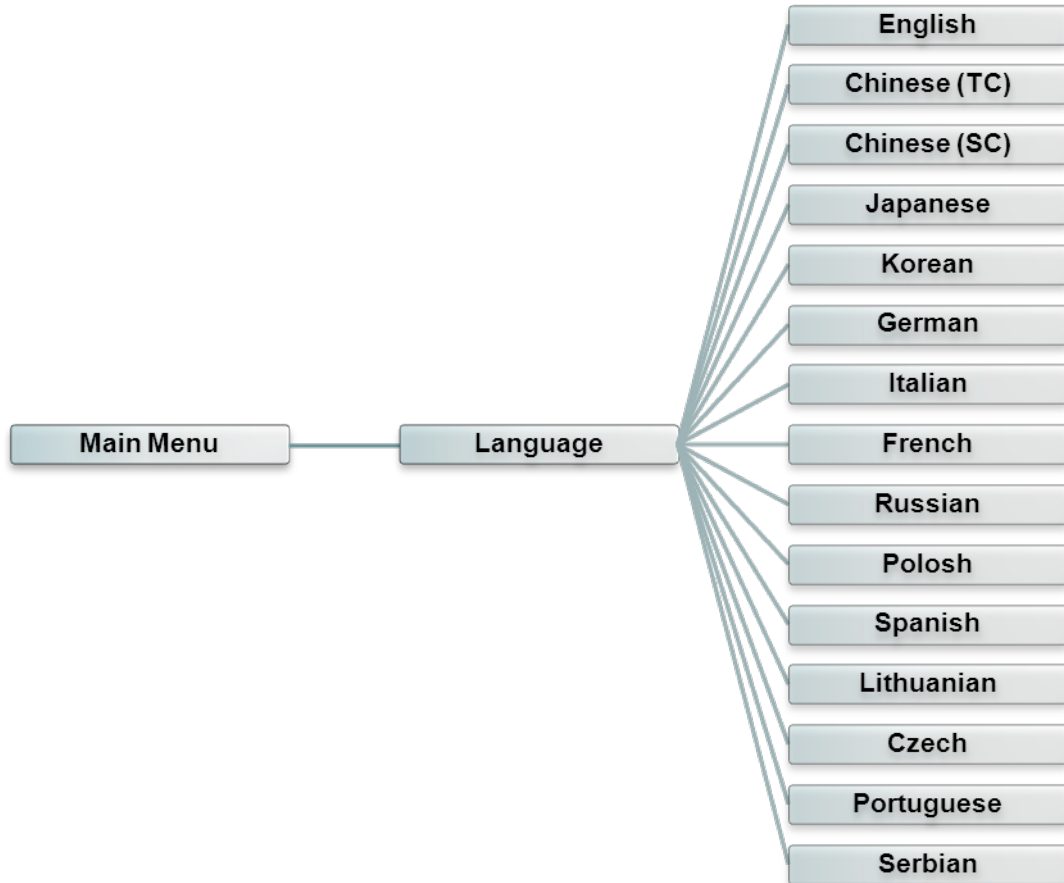 Main Menu
Language
English
Chinese (TC)
Chinese (SC)
Japanese
Korean
German
Italian
French
Russian
Polosh
Spanish
Lithuanian
Czech
Portuguese
Serbian